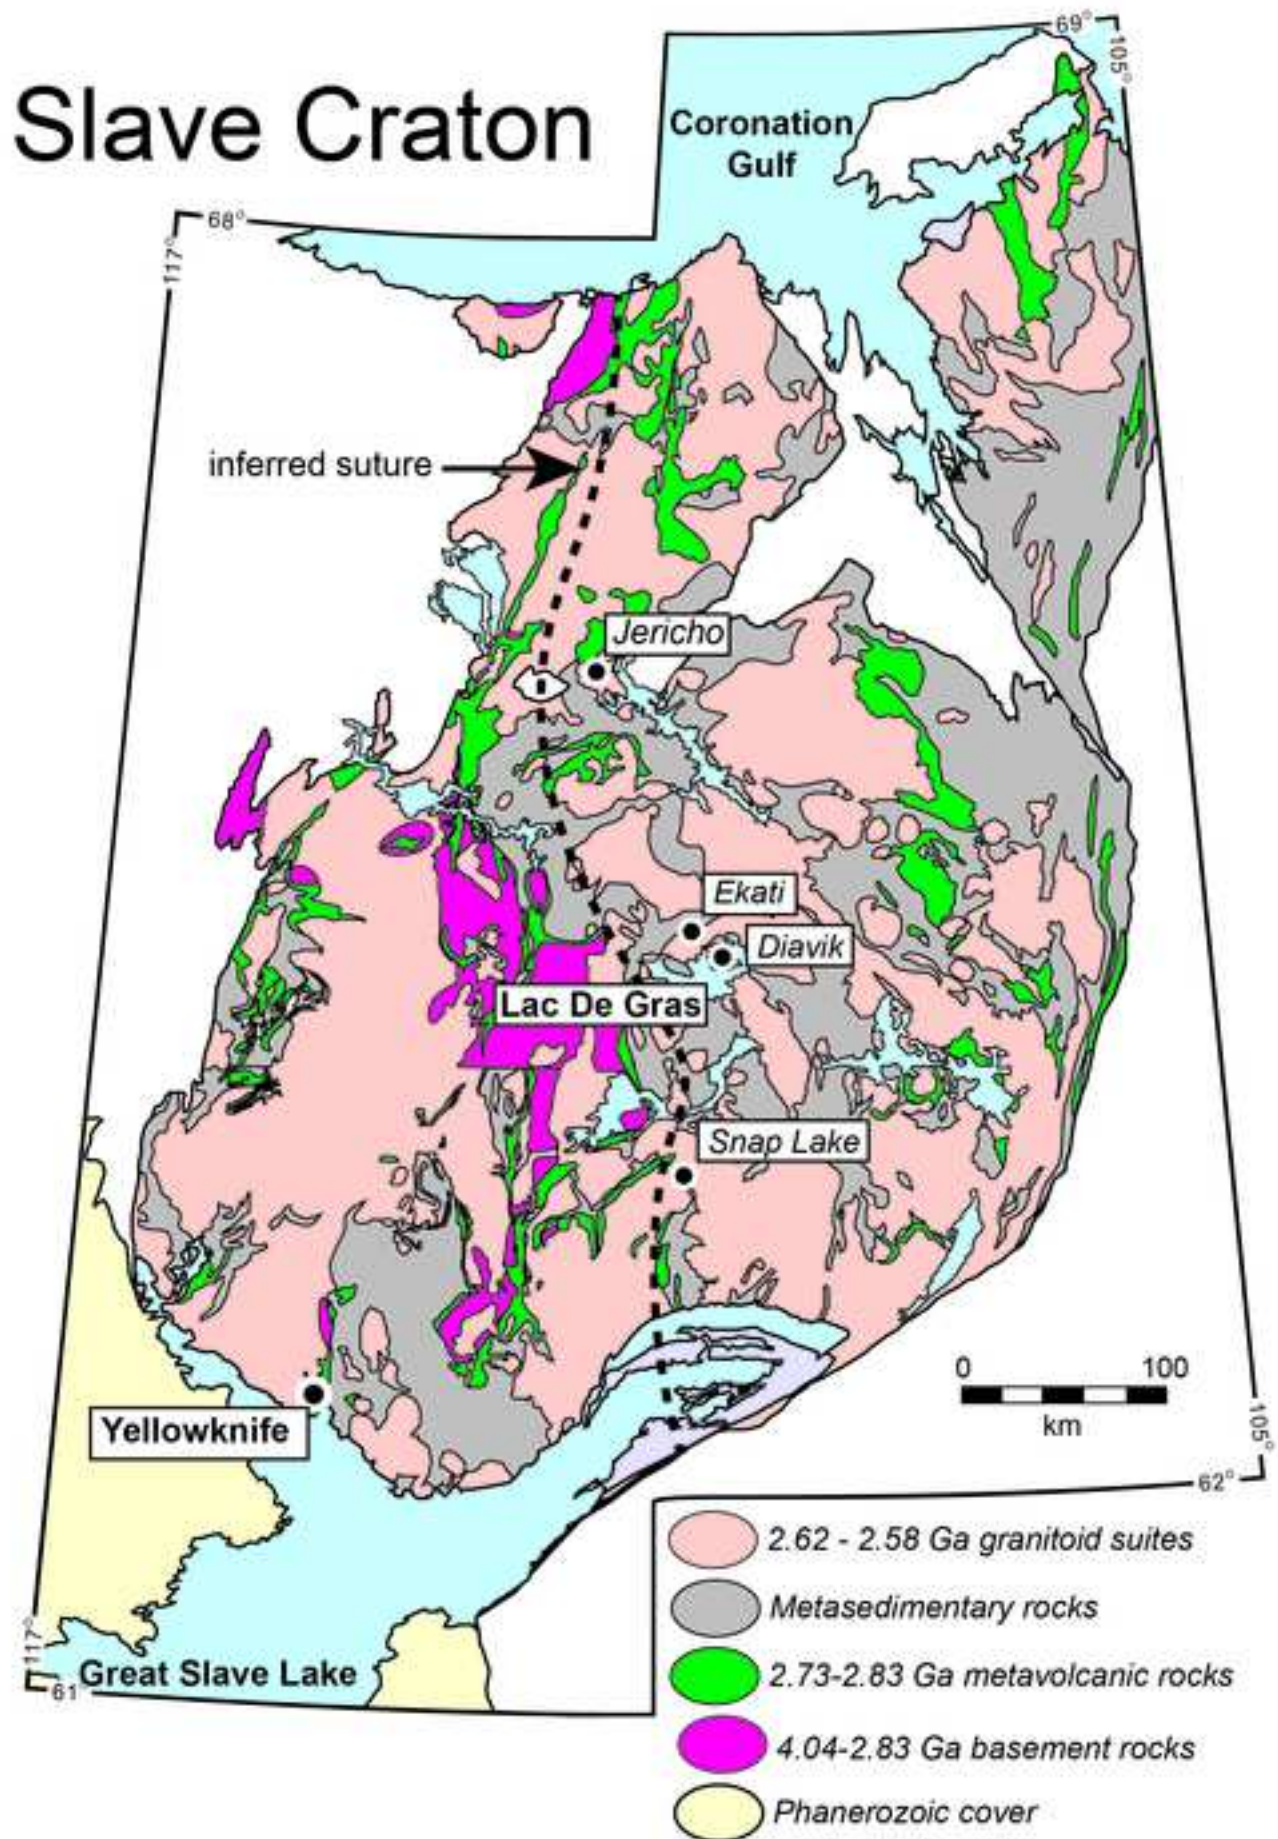 Slave Craton
69°
105°
Coronation
Gulf
68°
117°
inferred suture
Jericho
Ekati
Diavik
Lac De Gras
Snap Lake
Yellowknife
0 100
km
105°
62°
117°
61°
Great Slave Lake
2.62 - 2.58 Ga granitoid suites
Metasedimentary rocks
2.73-2.83 Ga metavolcanic rocks
4.04-2.83 Ga basement rocks
Phanerozoic cover